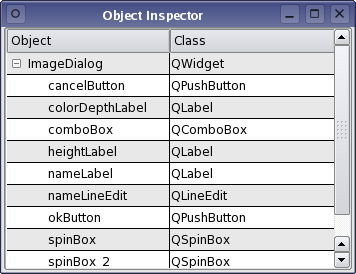 Object Inspector
Object Class
ImageDialog QWidget
cancelButton QPushButton
colorDepthLabel QLabel
comboBox QComboBox
heightLabel QLabel
nameLabel QLabel
nameLineEdit QLineEdit
okButton QPushButton
spinBox QSpinBox
spinBox_2 QSpinBox